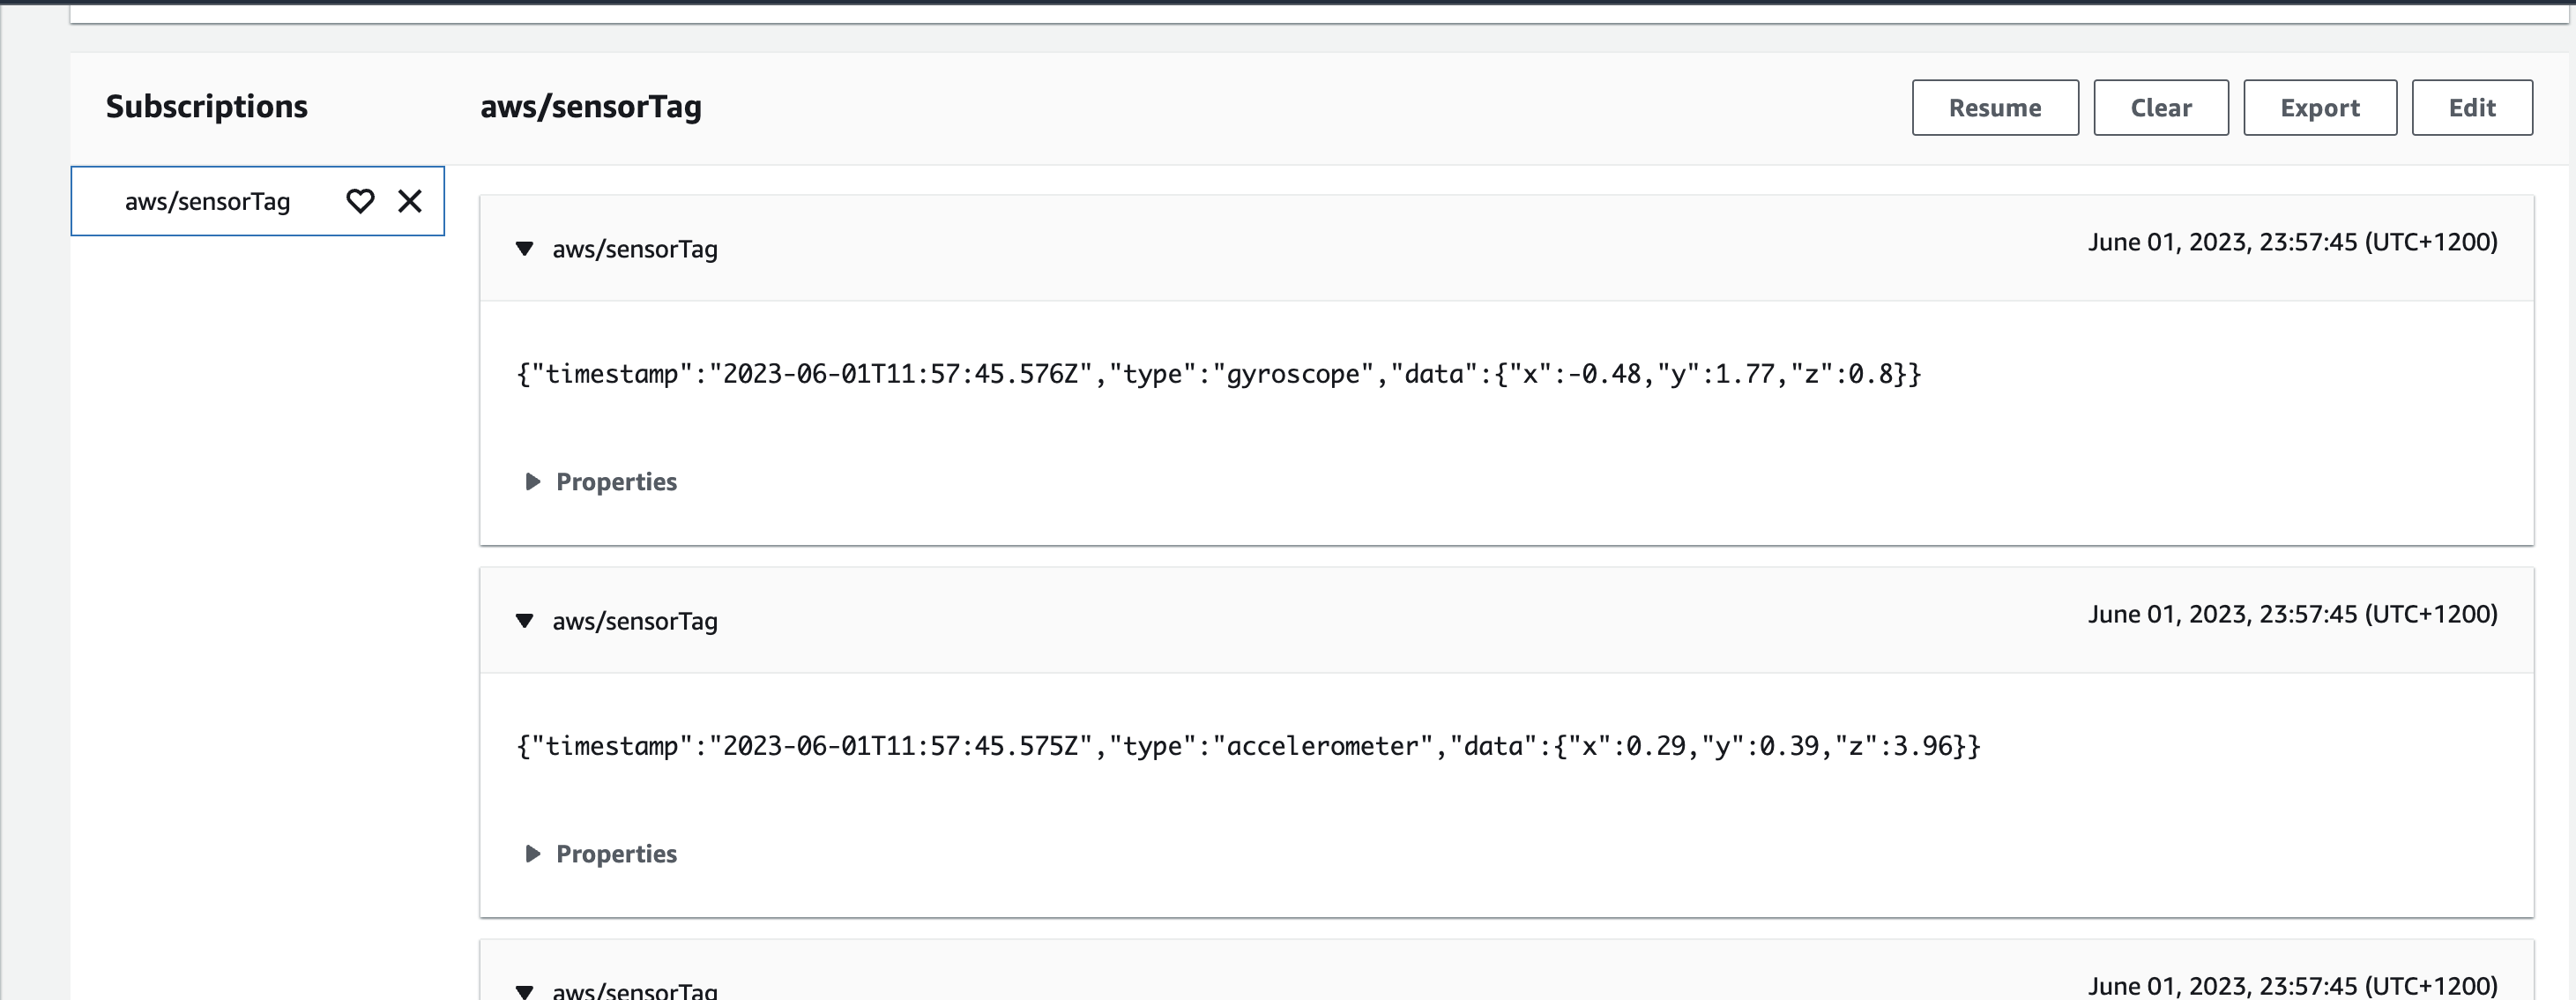 Subscriptions
aws/sensorTag
Resume
Clear
Export
Edit
aws/sensorTag
aws/sensorTag
June 01, 2023, 23:57:45 (UTC+1200)
{"timestamp":"2023-06-01T11:57:45.576Z","type":"gyroscope","data":{"x":-0.48,"y":1.77,"z":0.8}}
Properties
aws/sensorTag
June 01, 2023, 23:57:45 (UTC+1200)
{"timestamp":"2023-06-01T11:57:45.575Z","type":"accelerometer","data":{"x":0.29,"y":0.39,"z":3.96}}
Properties
aws/sensorTag
June 01, 2023, 23:57:45 (UTC+1200)